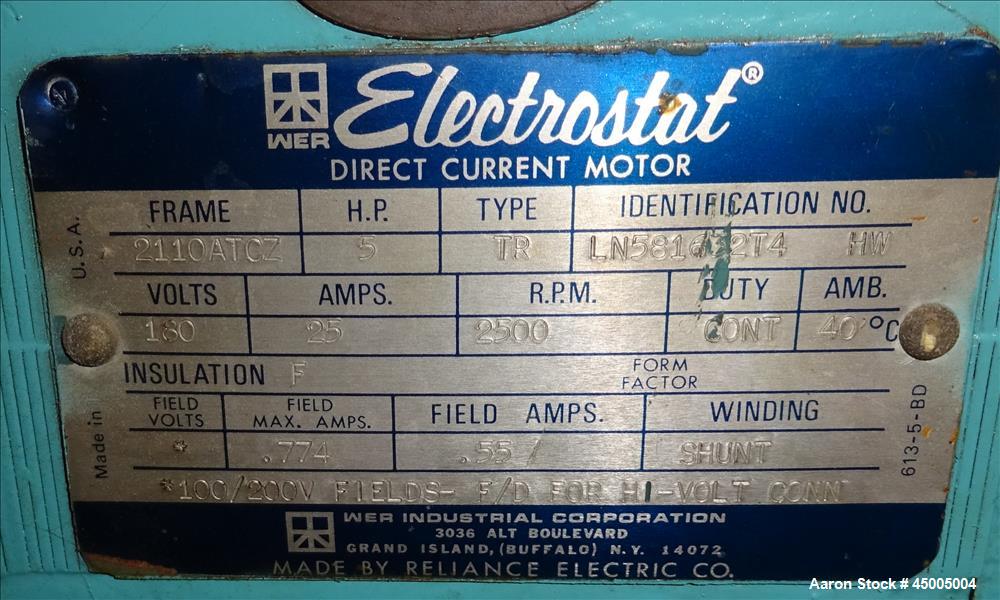 WER Electrostat®
DIRECT CURRENT MOTOR
FRAME H.P. TYPE IDENTIFICATION NO.
2110ATCZ 5 TR HW
VOLTS AMPS. R.P.M. DUTY AMB.
180 25 2500 CONT 40 °C
INSULATION F FORM FACTOR
FIELD VOLTS FIELD MAX. AMPS. FIELD AMPS. WINDING
* .774 .55 / SHUNT
*100/200V FIELDS- F/D FOR HI-VOLT CONN
WER INDUSTRIAL CORPORATION
3036 ALT BOULEVARD
GRAND ISLAND, (BUFFALO) N.Y. 14072
MADE BY RELIANCE ELECTRIC CO.
U.S.A.
Made in
613-5-BD
Aaron Stock # 45005004